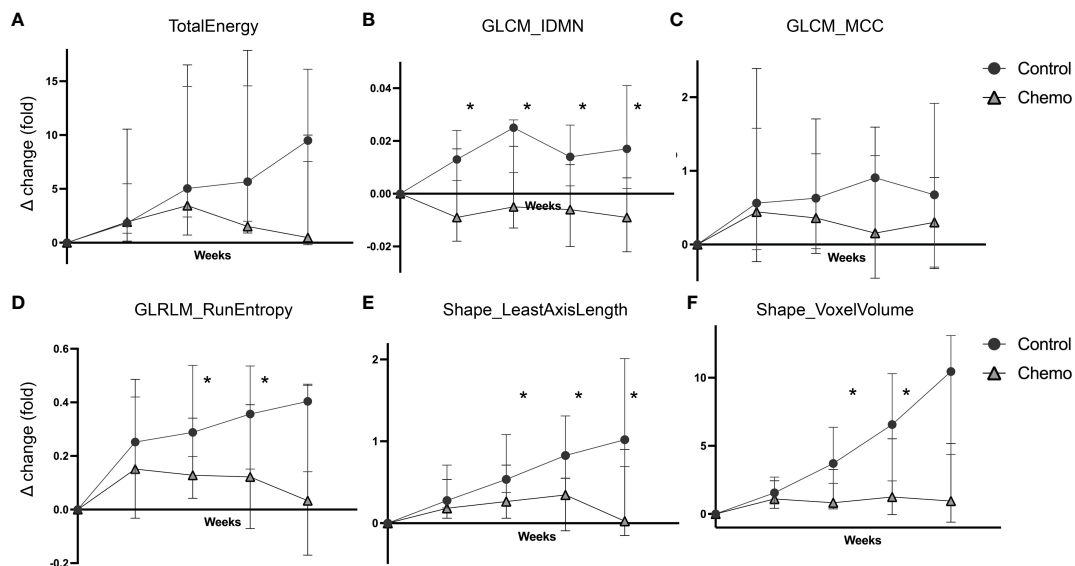 A
TotalEnergy
B
GLCM_IDMN
C
GLCM_MCC
Δ change (fold)
15
10
5
0
Weeks
0.04
0.02
0.00
-0.02
* * * *
Weeks
2
1
0
Weeks
Control
Chemo
D
GLRLM_RunEntropy
E
Shape_LeastAxisLength
F
Shape_VoxelVolume
Δ change (fold)
0.6
0.4
0.2
0.0
-0.2
* *
Weeks
2
1
0
* * *
Weeks
10
5
0
* *
Weeks
Control
Chemo